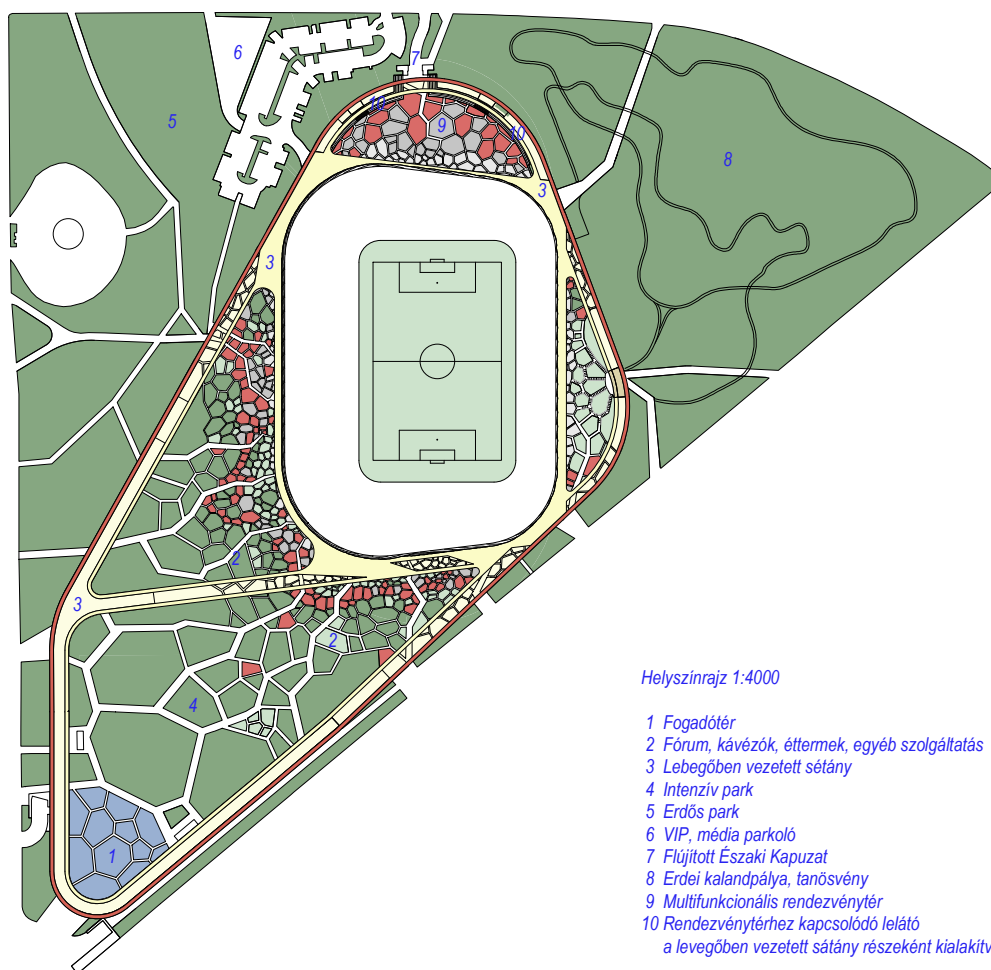 6
7
5
10
9
10
8
3
3
2
3
2
4
1
Helyszínrajz 1:4000
1 Fogadótér
2 Fórum, kávézók, éttermek, egyéb szolgáltatás
3 Lebegőben vezetett sétány
4 Intenzív park
5 Erdős park
6 VIP, média parkoló
7 Flújított Északi Kapuzat
8 Erdei kalandpálya, tanösvény
9 Multifunkcionális rendezvénytér
10 Rendezvénytérhez kapcsolódó lelátó
a levegőben vezetett sátány részeként kialakítv